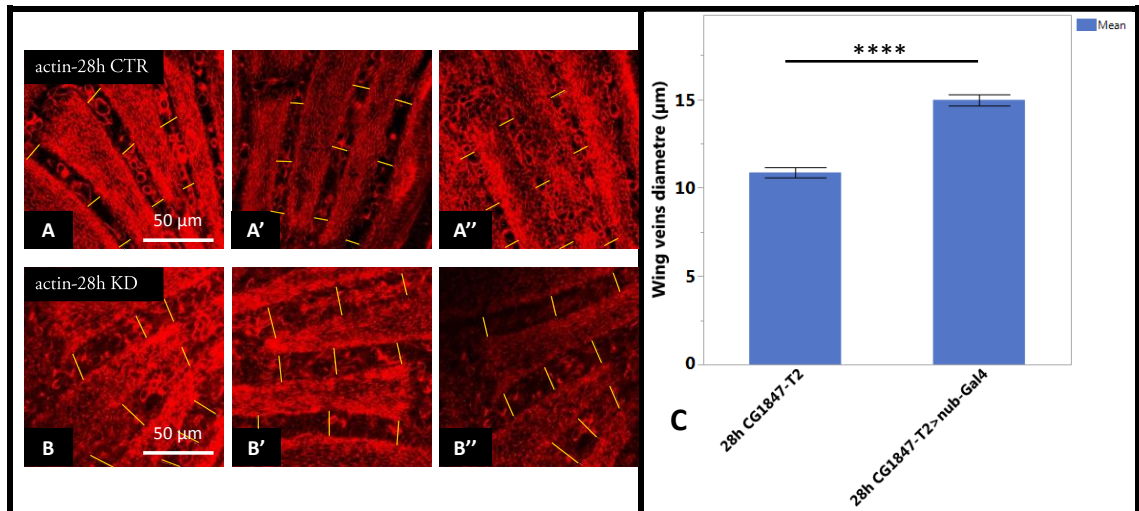 actin-28h CTR
A
50 µm
A’
A’’
actin-28h KD
B
50 µm
B’
B’’
Mean
****
Wing veins diametre (µm)
15
10
5
0
28h CG1847-T2
28h CG1847-T2> nub-Gal4
C